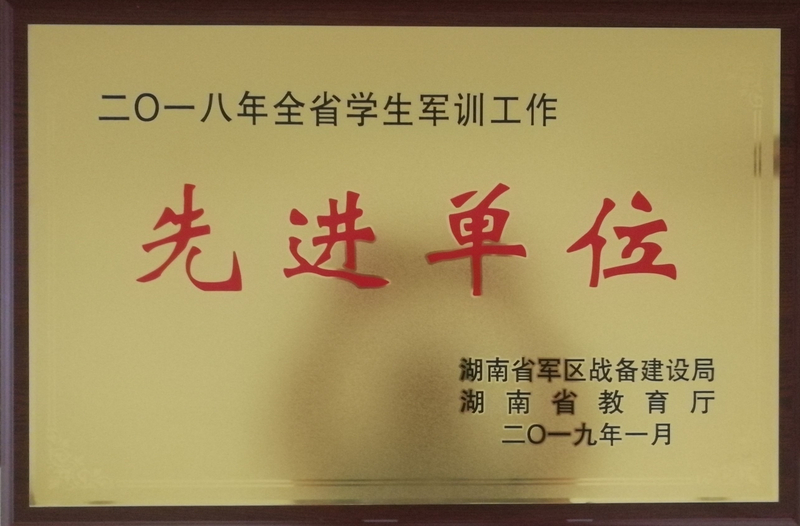 二〇一八年全省学生军训工作
先进单位
湖南省军区战备建设局
湖南省教育厅
二〇一九年一月